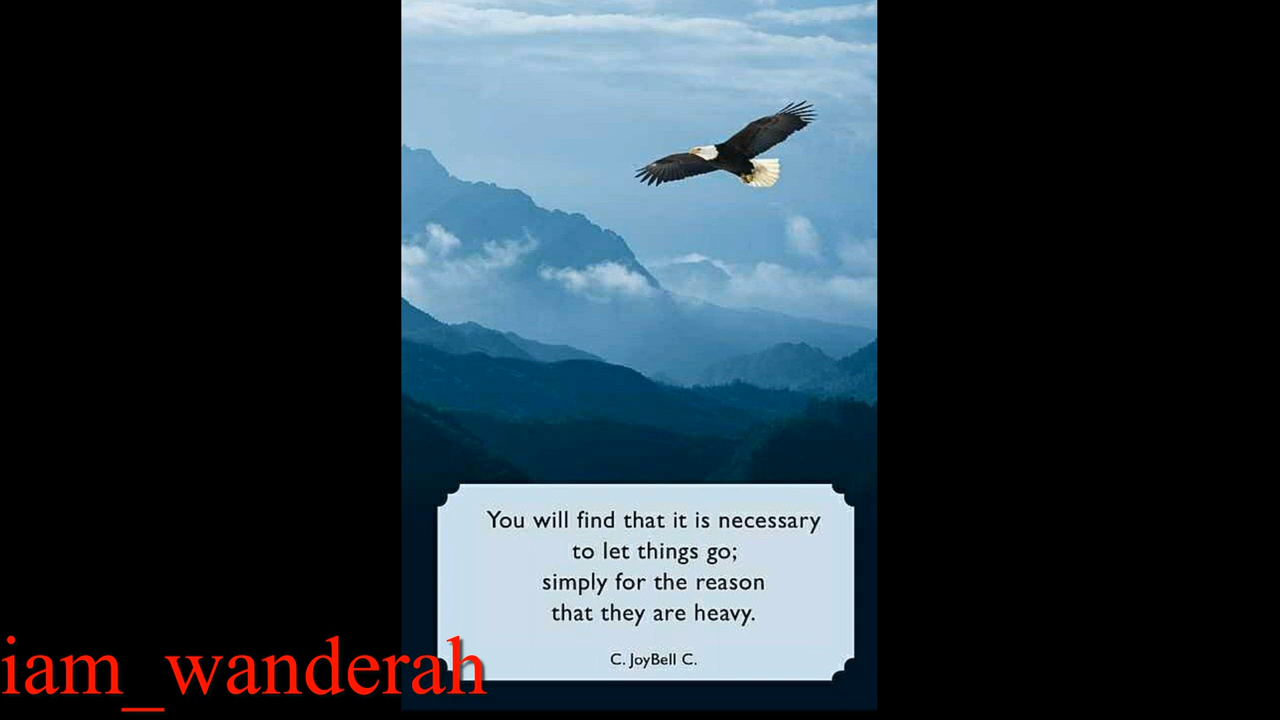 You will find that it is necessary
to let things go;
simply for the reason
that they are heavy.
C. JoyBell C.
iam_wanderah